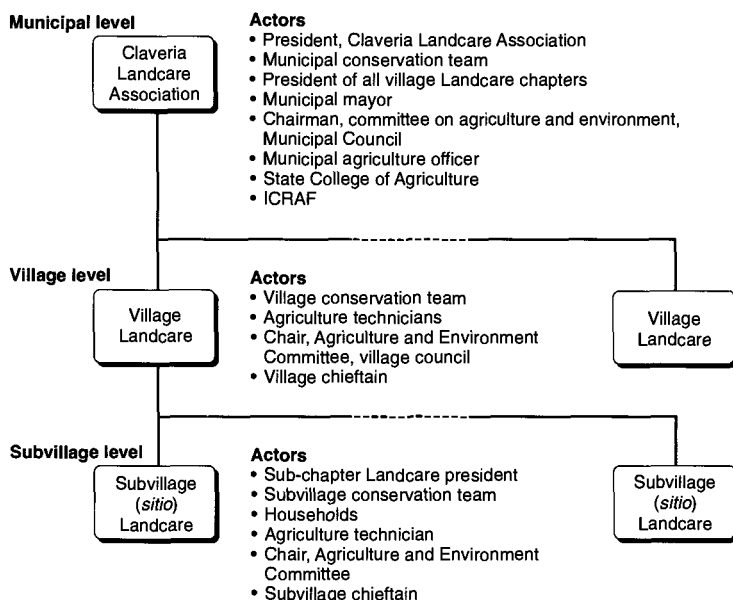 Municipal level
Claveria
Landcare
Association
Actors
• President, Claveria Landcare Association
• Municipal conservation team
• President of all village Landcare chapters
• Municipal mayor
• Chairman, committee on agriculture and environment,
Municipal Council
• Municipal agriculture officer
• State College of Agriculture
• ICRAF
Village level
Village
Landcare
Actors
• Village conservation team
• Agriculture technicians
• Chair, Agriculture and Environment
Committee, village council
• Village chieftain
Village
Landcare
Subvillage level
Subvillage
(sitio)
Landcare
Actors
• Sub-chapter Landcare president
• Subvillage conservation team
• Households
• Agriculture technician
• Chair, Agriculture and Environment
Committee
• Subvillage chieftain
Subvillage
(sitio)
Landcare